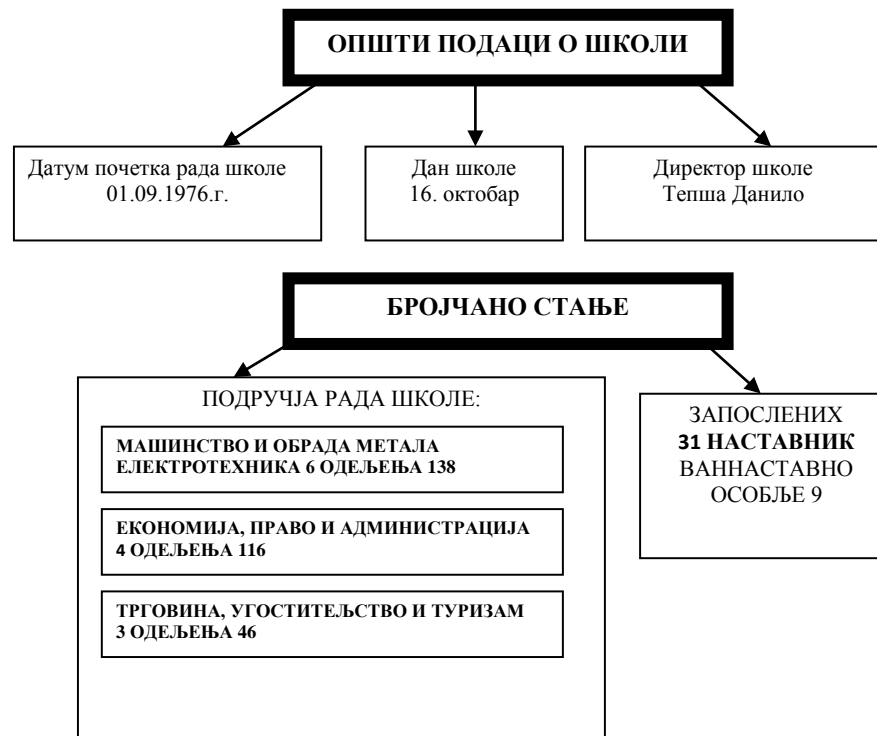 ОПШТИ ПОДАЦИ О ШКОЛИ
Датум почетка рада школе
01.09.1976.г.
Дан школе
16. октобар
Директор школе
Тепша Данило
БРОЈЧАНО СТАЊЕ
ПОДРУЧЈА РАДА ШКОЛЕ:
МАШИНСТВО И ОБРАДА МЕТАЛА
ЕЛЕКТРОТЕХНИКА 6 ОДЕЉЕЊА 138
ЕКОНОМИЈА, ПРАВО И АДМИНИСТРАЦИЈА
4 ОДЕЉЕЊА 116
ТРГОВИНА, УГОСТИТЕЉСТВО И ТУРИЗАМ
3 ОДЕЉЕЊА 46
ЗАПОСЛЕНИХ
31 НАСТАВНИК
ВАННАСТАВНО
ОСОБЉЕ 9